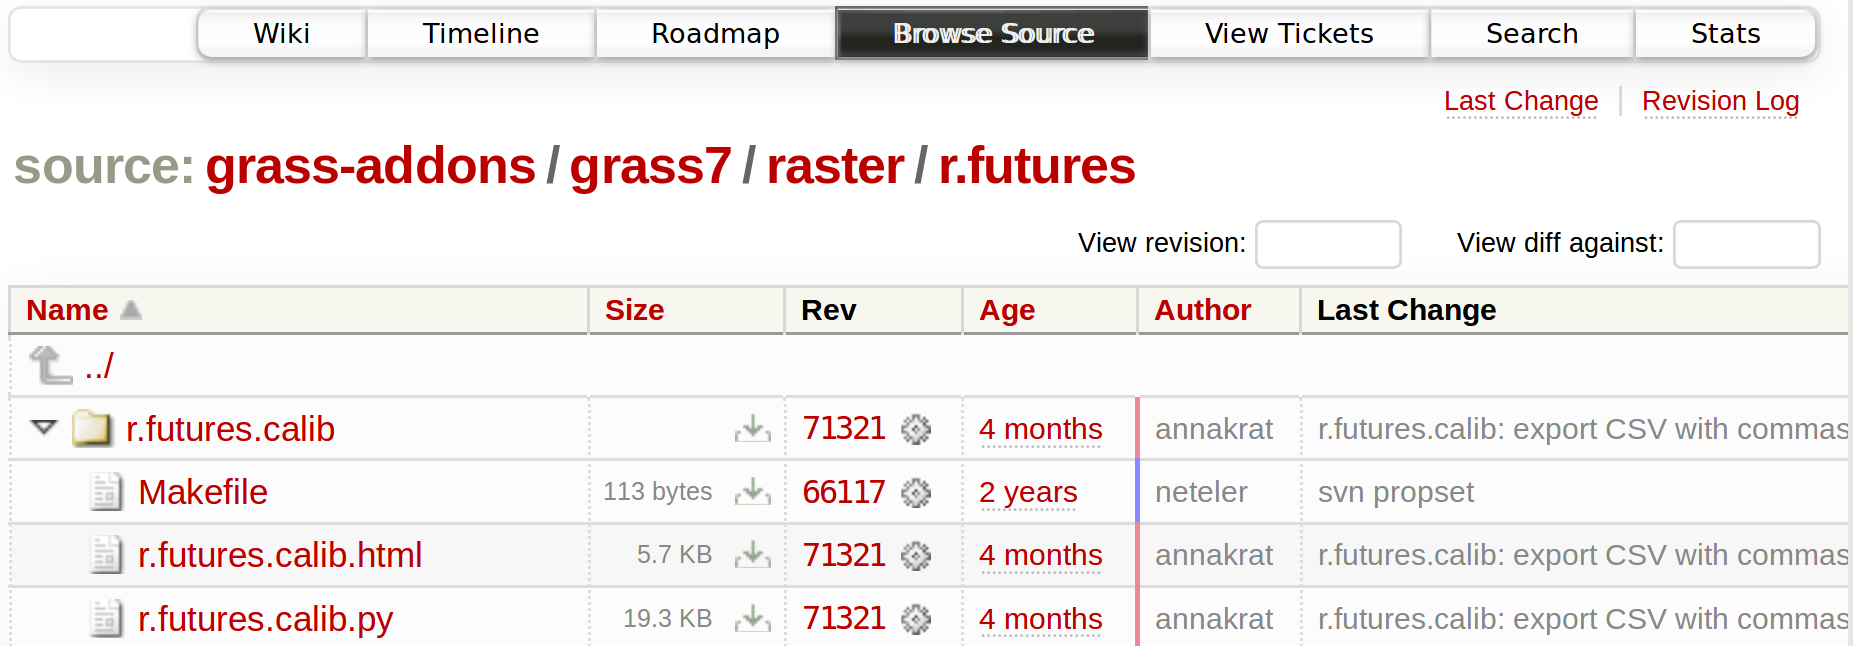 Wiki Timeline Roadmap Browse Source View Tickets Search Stats
Last Change Revision Log
source: grass-addons / grass7 / raster / r.futures
View revision: View diff against:
Name Size Rev Age Author Last Change
../
r.futures.calib 71321 4 months annakrat r.futures.calib: export CSV with commas
Makefile 113 bytes 66117 2 years neteler svn propset
r.futures.calib.html 5.7 KB 71321 4 months annakrat r.futures.calib: export CSV with commas
r.futures.calib.py 19.3 KB 71321 4 months annakrat r.futures.calib: export CSV with commas